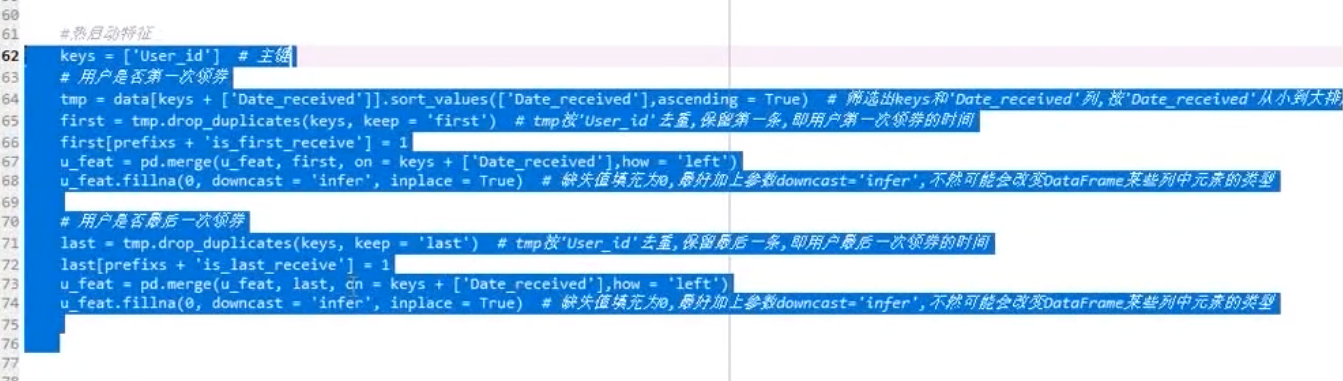 60
61 #热启动特征
62 keys = ['User_id'] # 主键
63 # 用户是否第一次领券
64 tmp = data[keys + ['Date_received']].sort_values(['Date_received'],ascending = True) # 筛选出keys和'Date_received'列,按'Date_received'从小到大排
65 first = tmp.drop_duplicates(keys, keep = 'first') # tmp按'User_id'去重,保留第一条,即用户第一次领券的时间
66 first[prefixs + 'is_first_receive'] = 1
67 u_feat = pd.merge(u_feat, first, on = keys + ['Date_received'],how = 'left')
68 u_feat.fillna(0, downcast = 'infer', inplace = True) # 缺失值填充为0,最好加上参数downcast='infer',不然可能会改变DataFrame某些列中元素的类型
69
70 # 用户是否最后一次领券
71 last = tmp.drop_duplicates(keys, keep = 'last') # tmp按'User_id'去重,保留最后一条,即用户最后一次领券的时间
72 last[prefixs + 'is_last_receive'] = 1
73 u_feat = pd.merge(u_feat, last, on = keys + ['Date_received'],how = 'left')
74 u_feat.fillna(0, downcast = 'infer', inplace = True) # 缺失值填充为0,最好加上参数downcast='infer',不然可能会改变DataFrame某些列中元素的类型
75
76
77